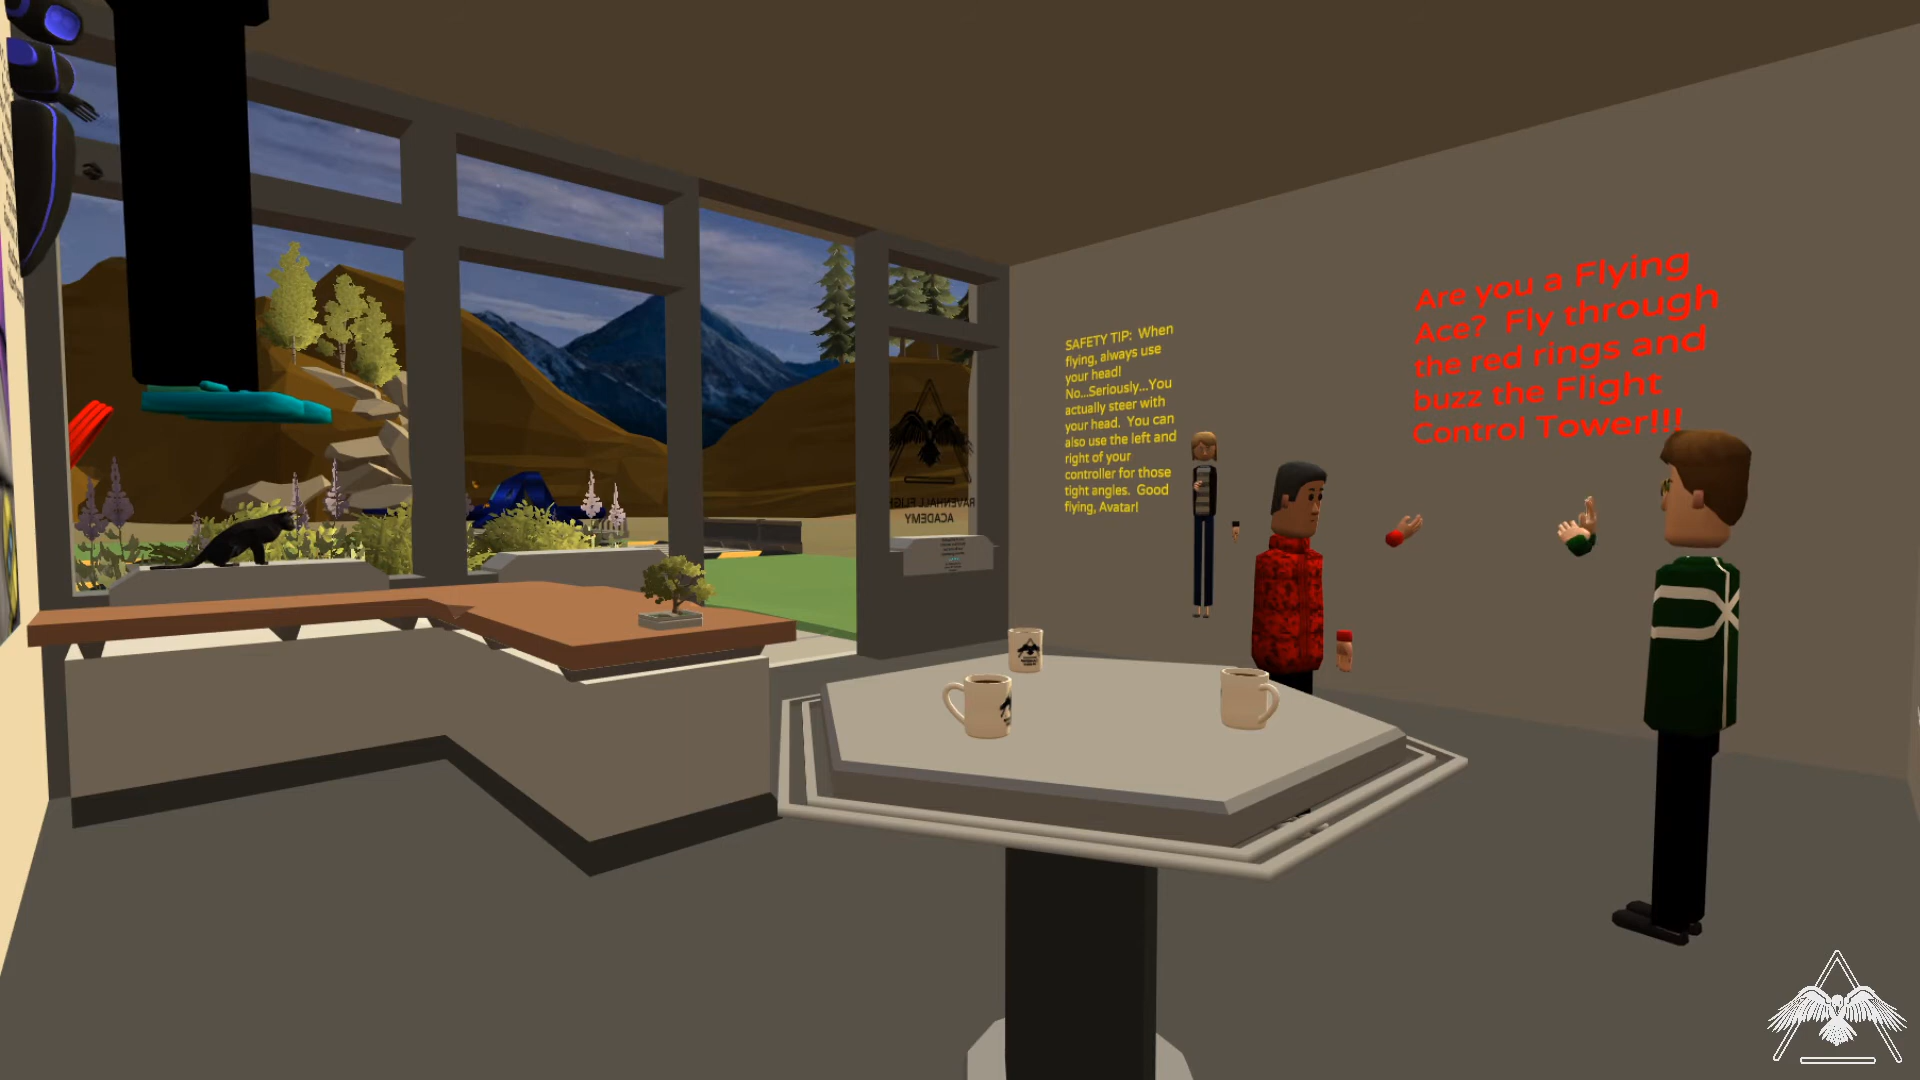 SAFETY TIP:  When
flying, always use
your head!
No...Seriously...You
actually steer with
your head.  You can
also use the left and
right of your
controller for those
tight angles.  Good
flying, Avatar!
Are you a Flying
Ace?  Fly through
the red rings and
buzz the Flight
Control Tower!!!
RAVENHALL FLIGH
ACADEMY